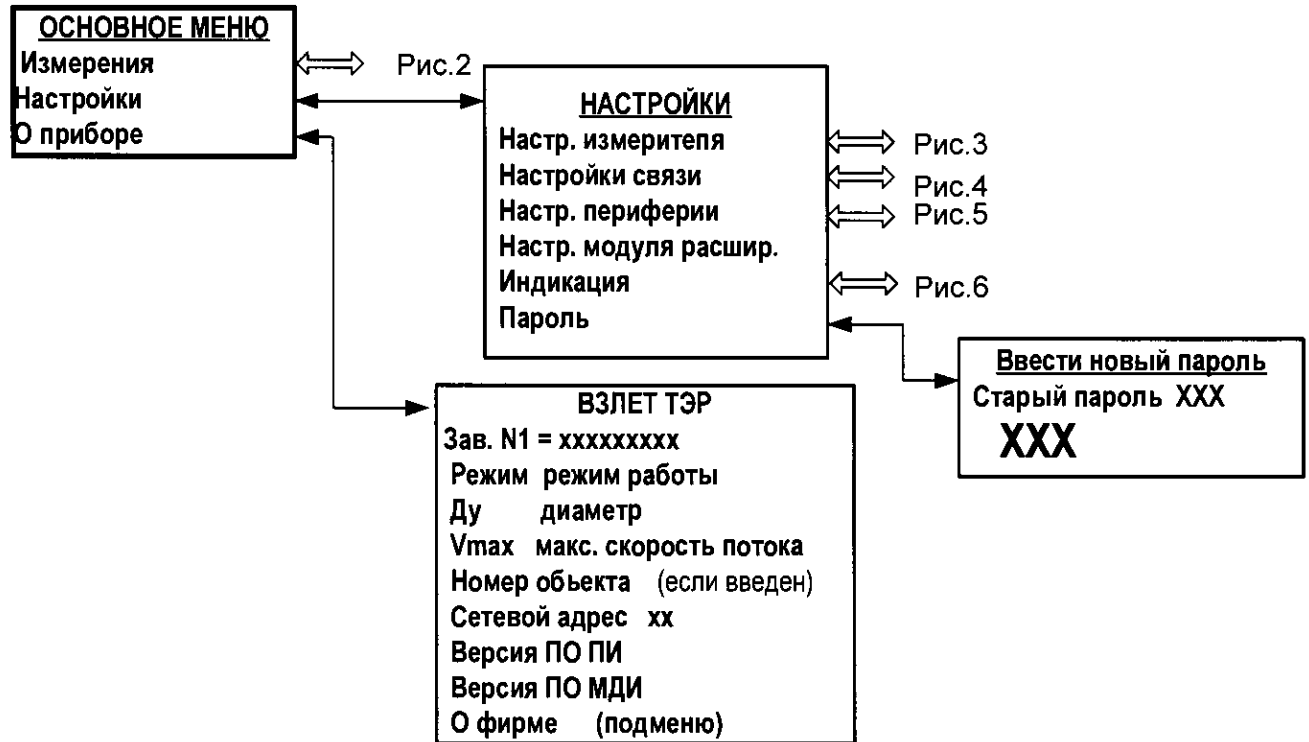 ОСНОВНОЕ МЕНЮ
Измерения
Настройки
О приборе
Рис.2
НАСТРОЙКИ
Настр. измеритепя
Настройки связи
Настр. периферии
Настр. модуля расшир.
Индикация
Пароль
Рис.3
Рис.4
Рис.5
Рис.6
Ввести новый пароль
Старый пароль XXX
XXX
ВЗЛЕТ ТЭР
Зав. N1 = xxxxxxxxx
Режим режим работы
Ду диаметр
Vmax макс. скорость потока
Номер обьекта (если введен)
Сетевой адрес xx
Версия ПО ПИ
Версия ПО МДИ
О фирме (подменю)